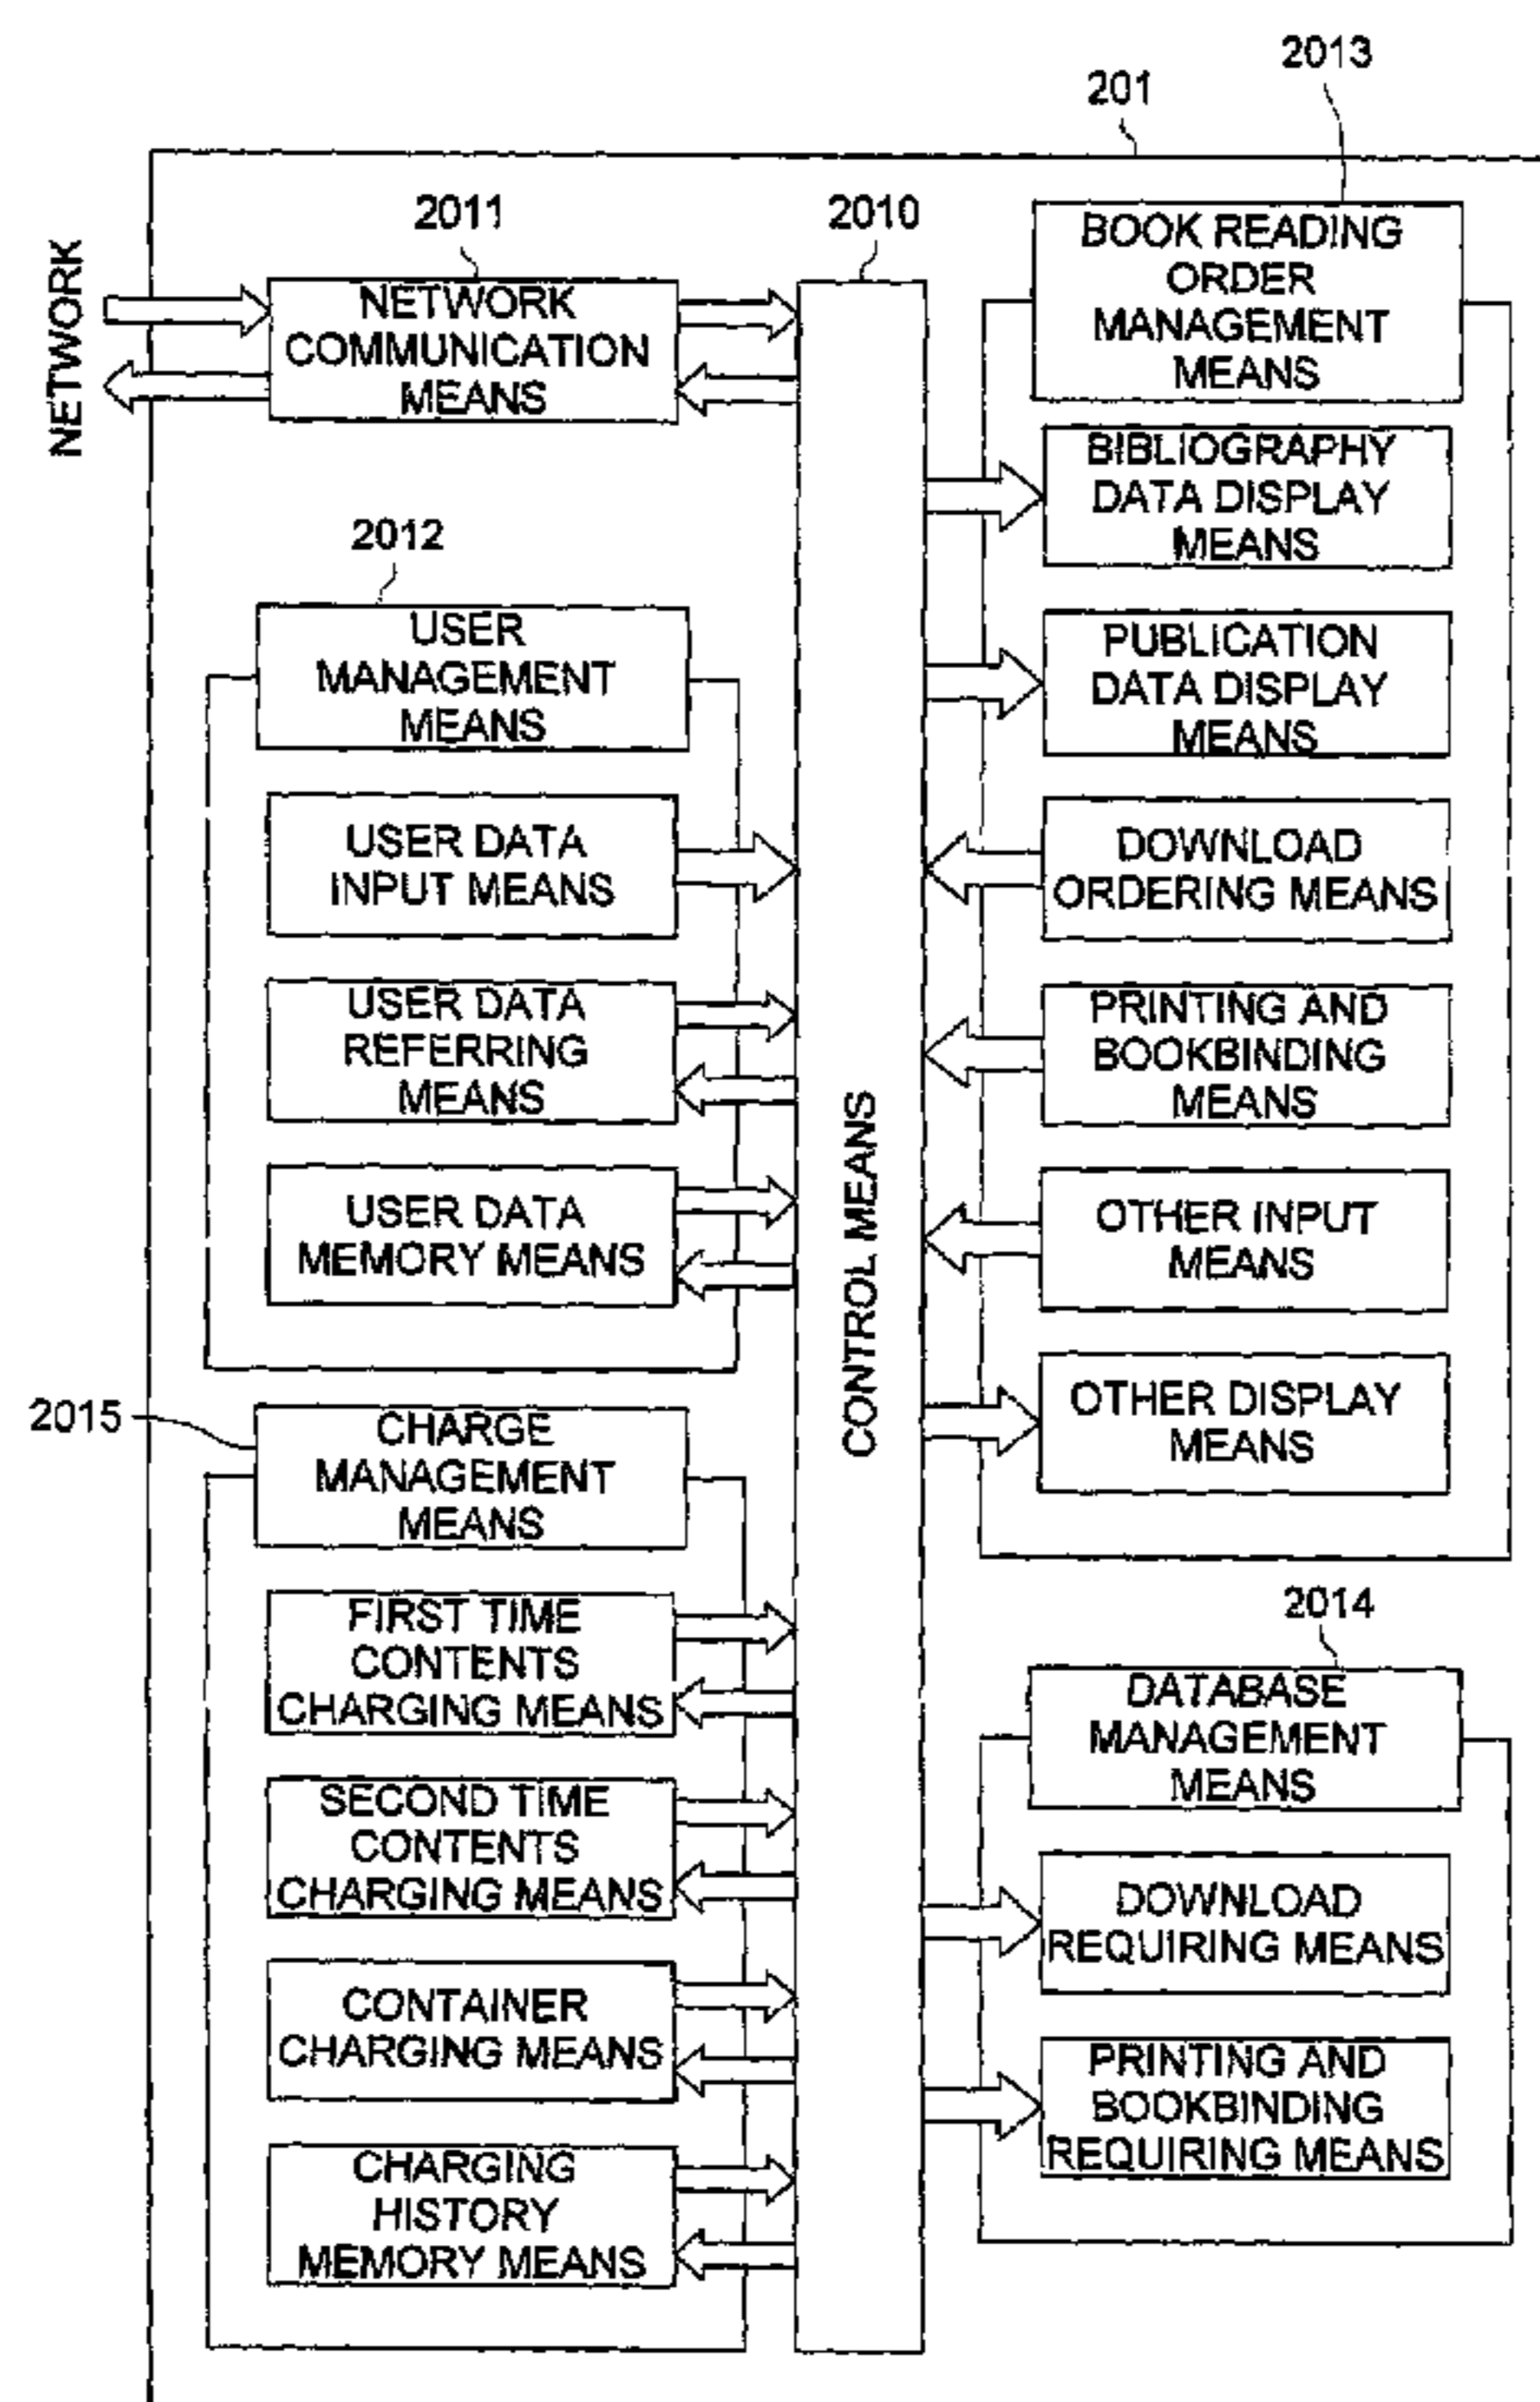 2013
201
2011
2010
NETWORK
NETWORK
COMMUNICATION
MEANS
BOOK READING
ORDER
MANAGEMENT
MEANS
BIBLIOGRAPHY
DATA DISPLAY
MEANS
PUBLICATION
DATA DISPLAY
MEANS
DOWNLOAD
ORDERING MEANS
PRINTING AND
BOOKBINDING
MEANS
OTHER INPUT
MEANS
OTHER DISPLAY
MEANS
2012
USER
MANAGEMENT
MEANS
USER DATA
INPUT MEANS
USER DATA
REFERRING
MEANS
USER DATA
MEMORY MEANS
CONTROL MEANS
2015
CHARGE
MANAGEMENT
MEANS
FIRST TIME
CONTENTS
CHARGING MEANS
SECOND TIME
CONTENTS
CHARGING MEANS
CONTAINER
CHARGING MEANS
CHARGING
HISTORY
MEMORY MEANS
2014
DATABASE
MANAGEMENT
MEANS
DOWNLOAD
REQUIRING MEANS
PRINTING AND
BOOKBINDING
REQUIRING MEANS